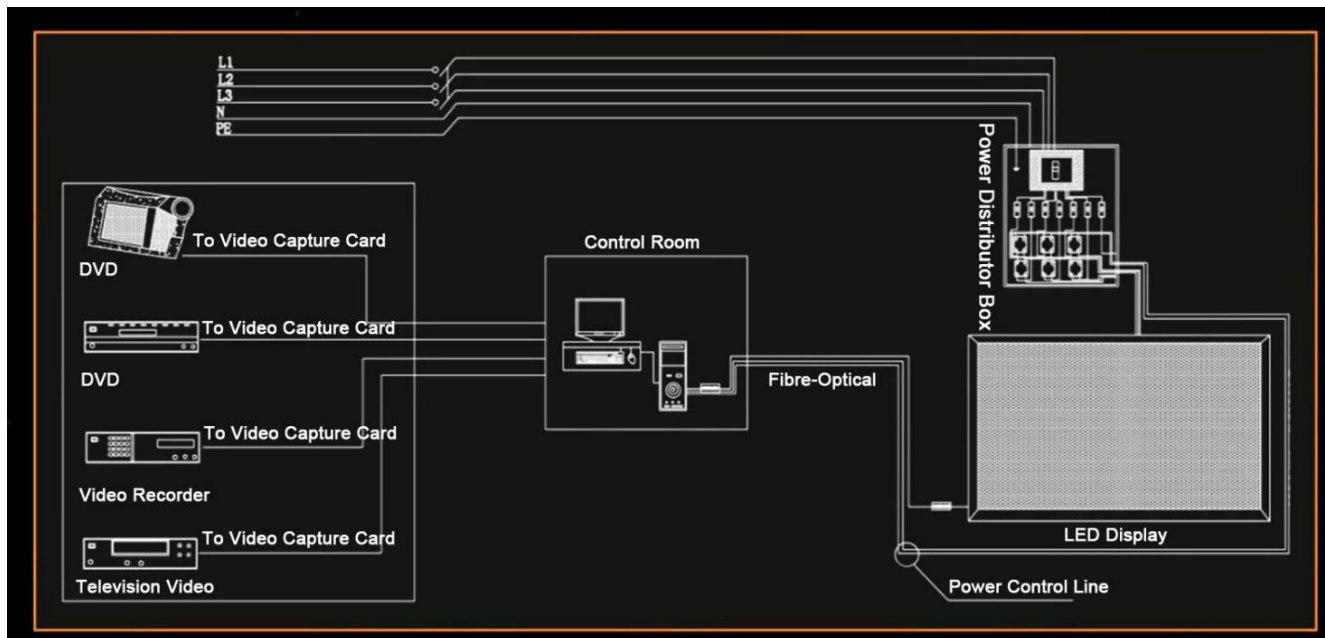 L1
L2
L3
N
PE
To Video Capture Card
DVD
To Video Capture Card
DVD
To Video Capture Card
Video Recorder
To Video Capture Card
Television Video
Control Room
Fibre-Optical
Power Distributor Box
LED Display
Power Control Line